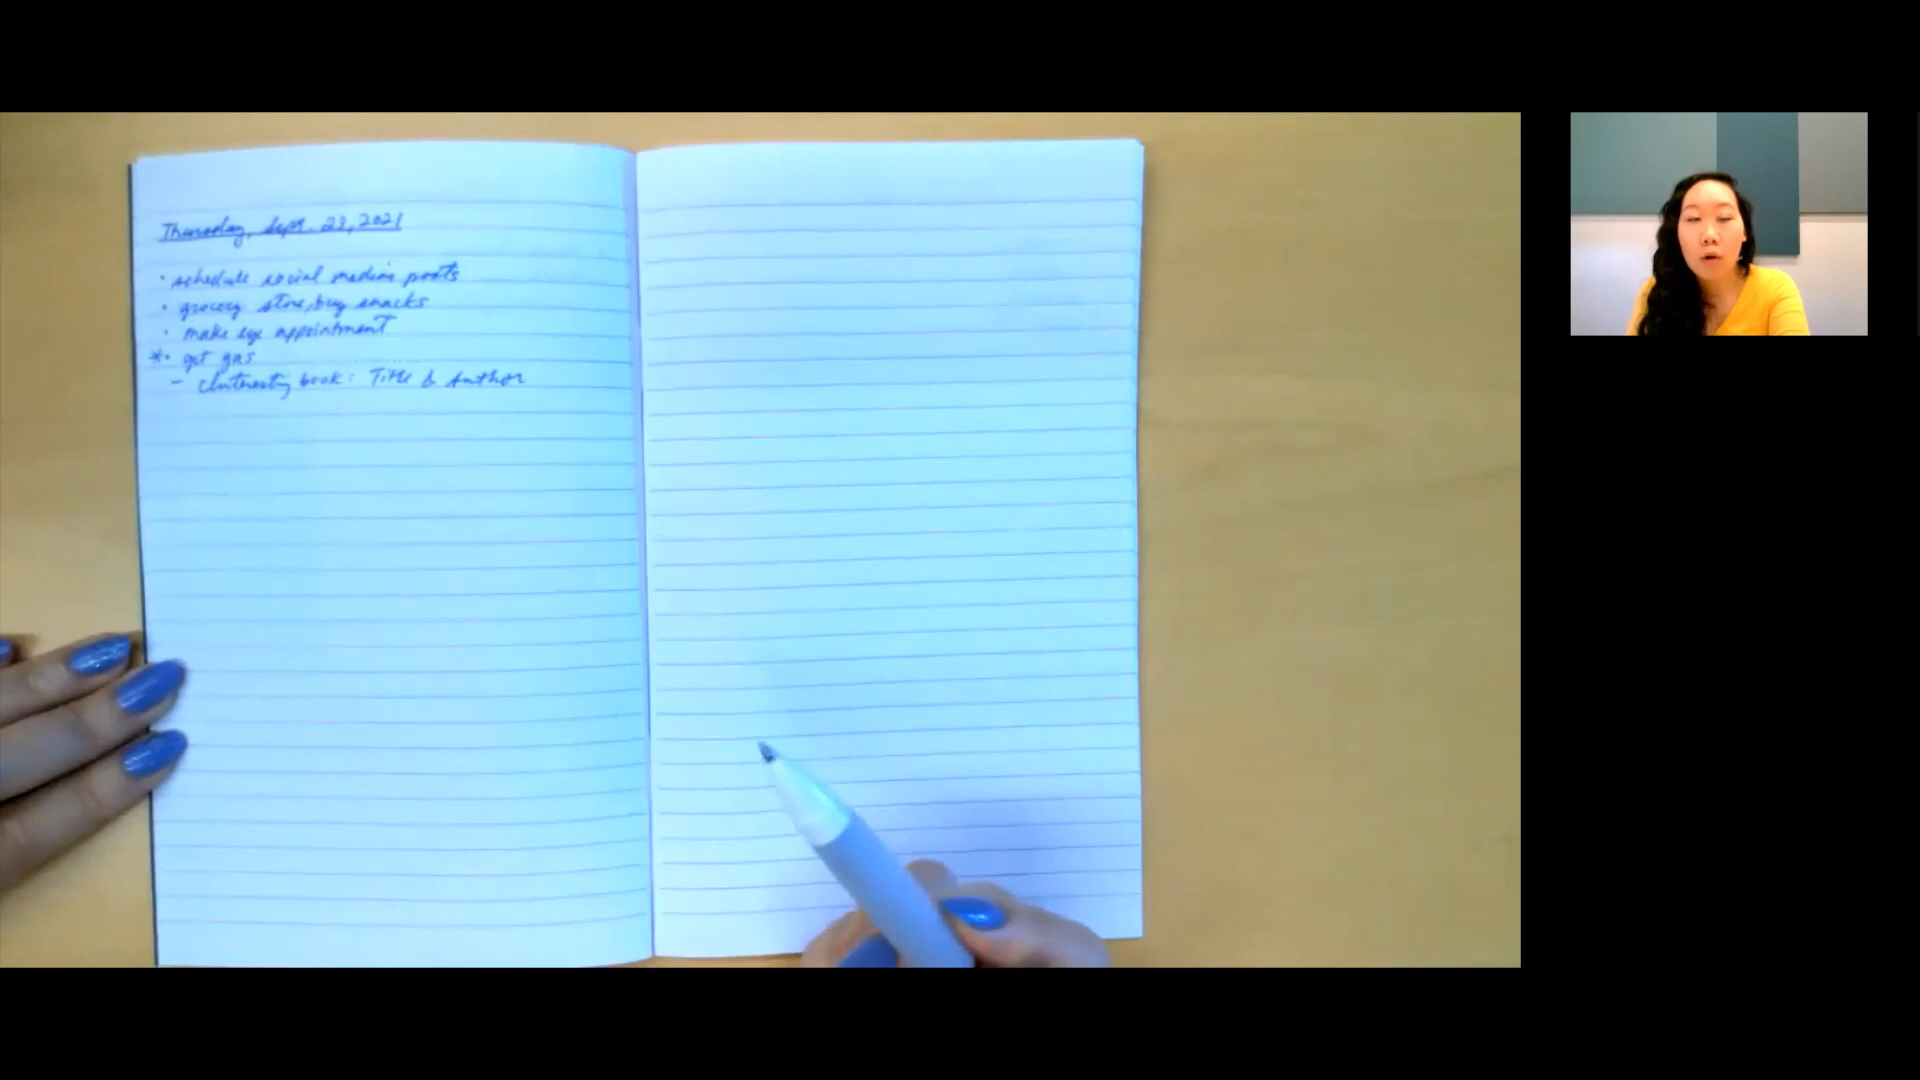 Thursday, Sept. 23, 2021
· schedule social media posts
· grocery store, buy snacks
· make eye appointment
*· get gas
– Interesting book: Title & Author